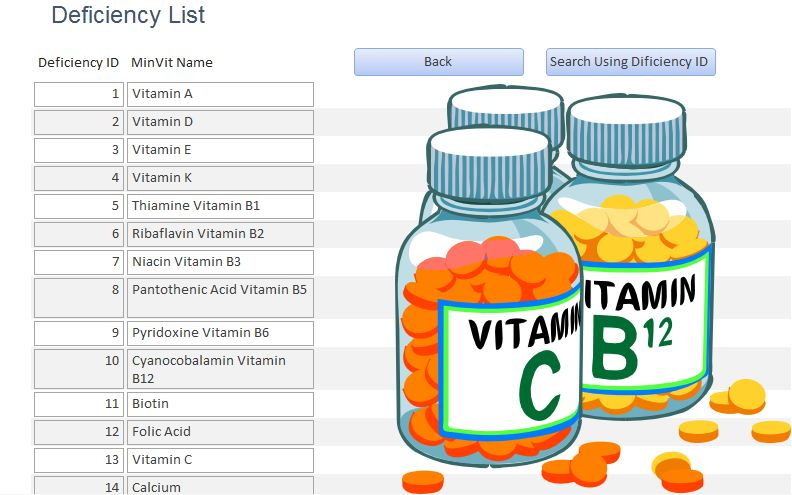 Deficiency List
Deficiency ID MinVit Name
Back
Search Using Dificiency ID
1 Vitamin A
2 Vitamin D
3 Vitamin E
4 Vitamin K
5 Thiamine Vitamin B1
6 Ribaflavin Vitamin B2
7 Niacin Vitamin B3
8 Pantothenic Acid Vitamin B5
9 Pyridoxine Vitamin B6
10 Cyanocobalamin Vitamin
B12
11 Biotin
12 Folic Acid
13 Vitamin C
14 Calcium
VITAMIN
C
ITAMIN
B12